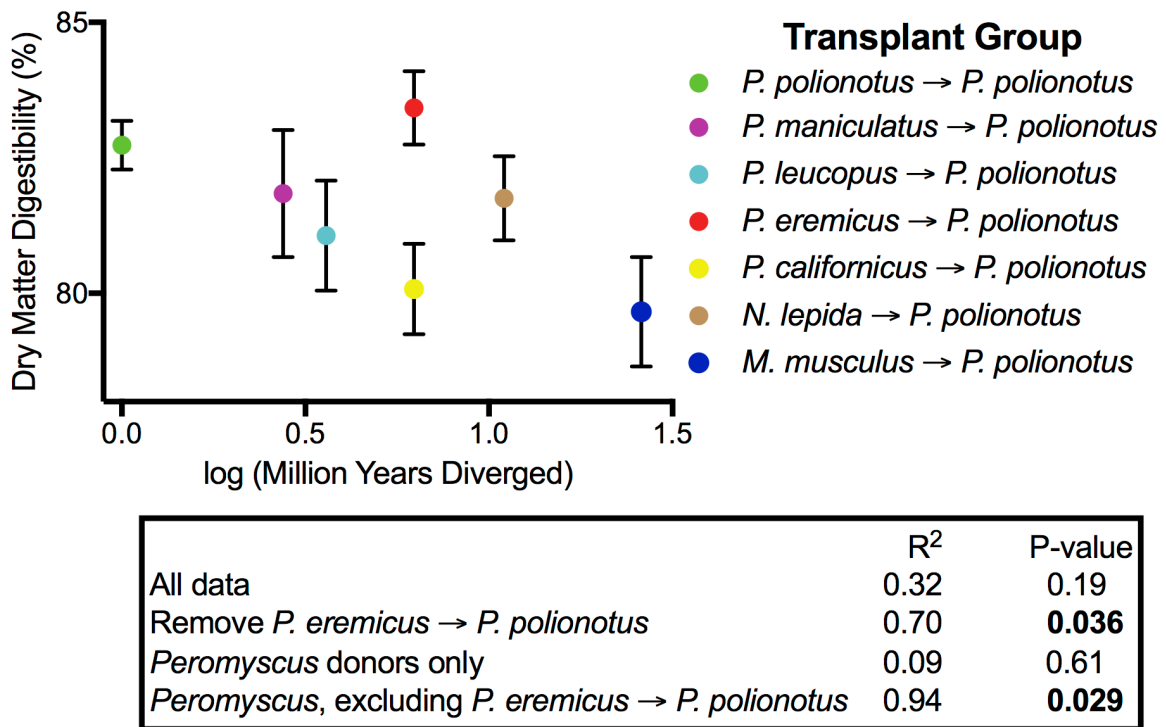 85
80
Dry Matter Digestibility (%)
0.0 0.5 1.0 1.5
log (Million Years Diverged)
Transplant Group
P. polionotus → P. polionotus
P. maniculatus → P. polionotus
P. leucopus → P. polionotus
P. eremicus → P. polionotus
P. californicus → P. polionotus
N. lepida → P. polionotus
M. musculus → P. polionotus
R² P-value
All data 0.32 0.19
Remove P. eremicus → P. polionotus 0.70 0.036
Peromyscus donors only 0.09 0.61
Peromyscus, excluding P. eremicus → P. polionotus 0.94 0.029